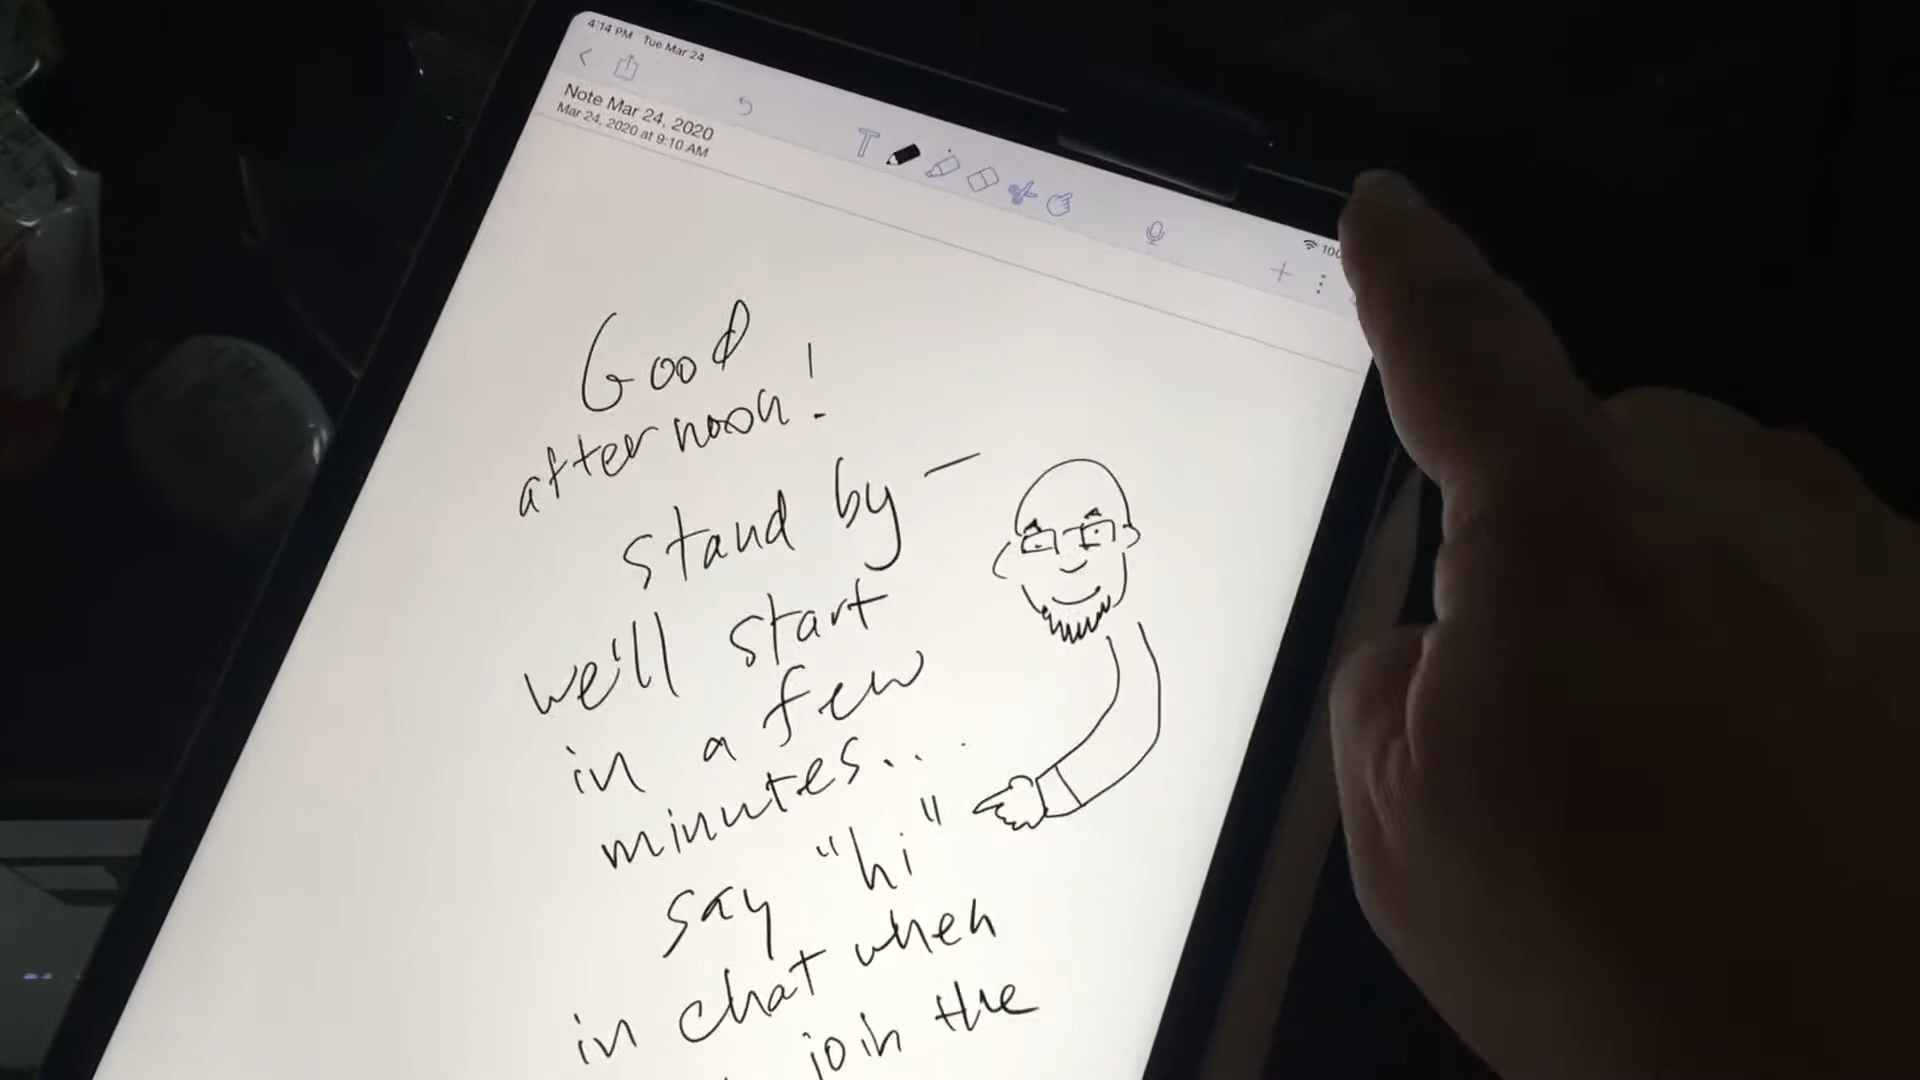 4:14 PM Tue Mar 24
100
Note Mar 24, 2020
Mar 24, 2020 at 9:10 AM
T
Good
afternoon!
stand by —
we'll start
in a few
minutes...
say "hi"
in chat when
join the